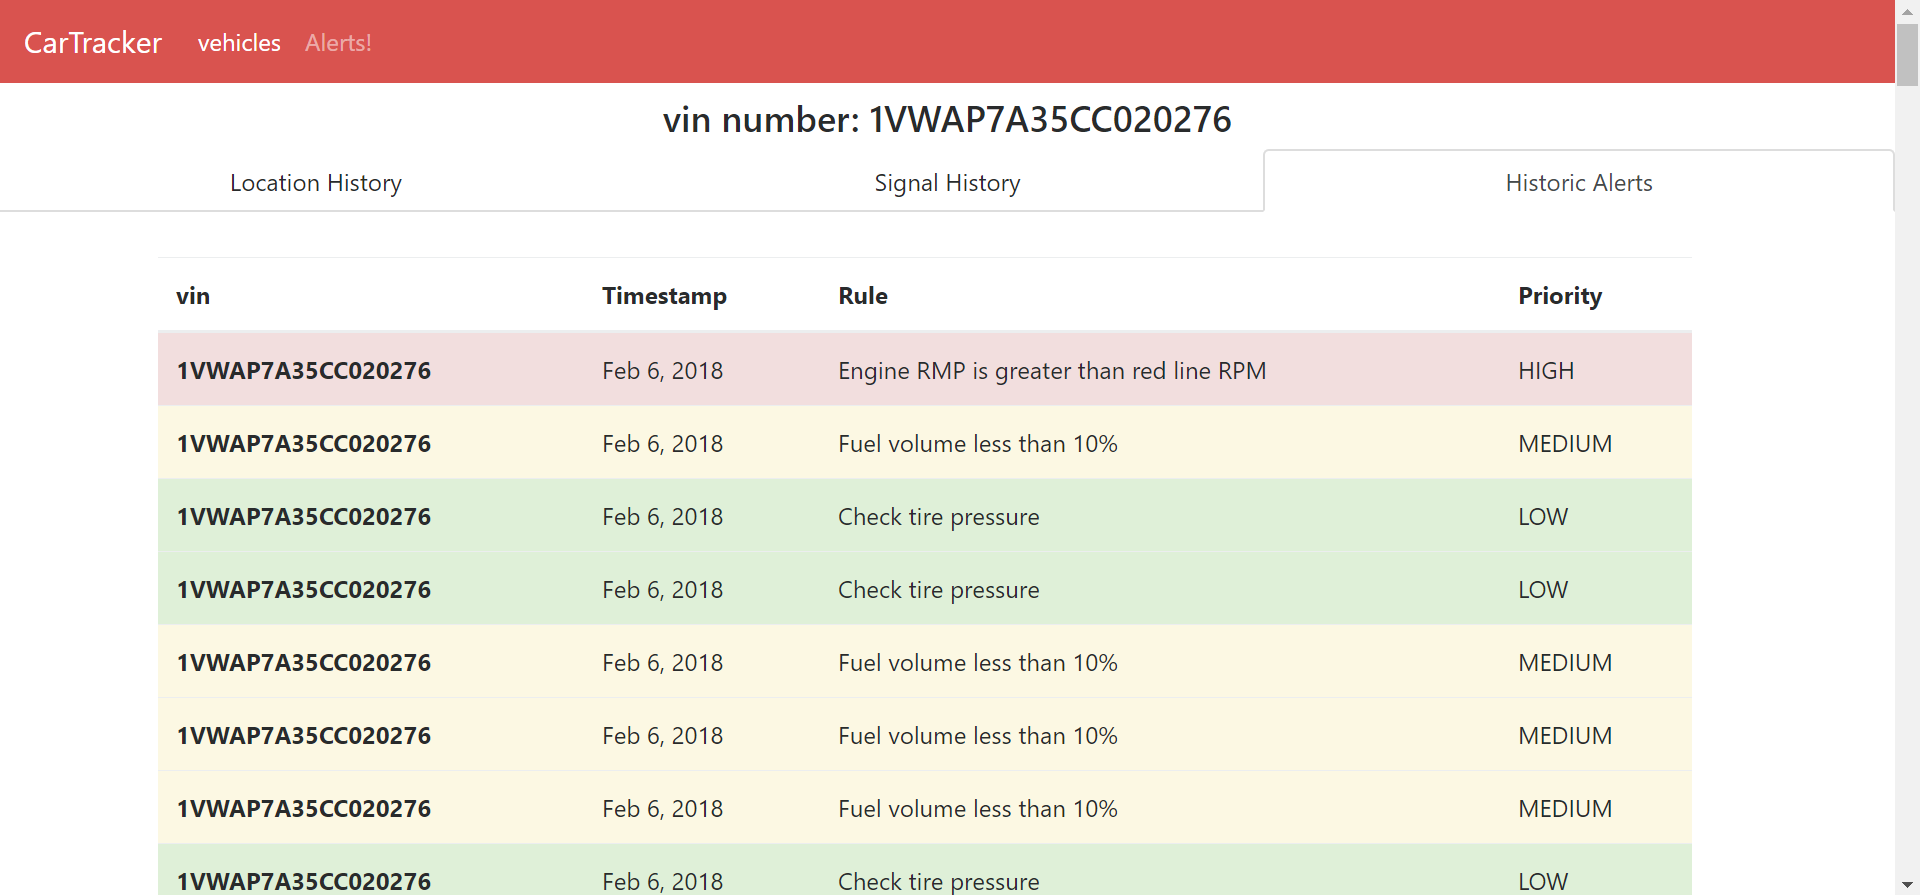 CarTracker vehicles Alerts!
vin number: 1VWAP7A35CC020276
Location History Signal History Historic Alerts
vin Timestamp Rule Priority
1VWAP7A35CC020276 Feb 6, 2018 Engine RMP is greater than red line RPM HIGH
1VWAP7A35CC020276 Feb 6, 2018 Fuel volume less than 10% MEDIUM
1VWAP7A35CC020276 Feb 6, 2018 Check tire pressure LOW
1VWAP7A35CC020276 Feb 6, 2018 Check tire pressure LOW
1VWAP7A35CC020276 Feb 6, 2018 Fuel volume less than 10% MEDIUM
1VWAP7A35CC020276 Feb 6, 2018 Fuel volume less than 10% MEDIUM
1VWAP7A35CC020276 Feb 6, 2018 Fuel volume less than 10% MEDIUM
1VWAP7A35CC020276 Feb 6, 2018 Check tire pressure LOW